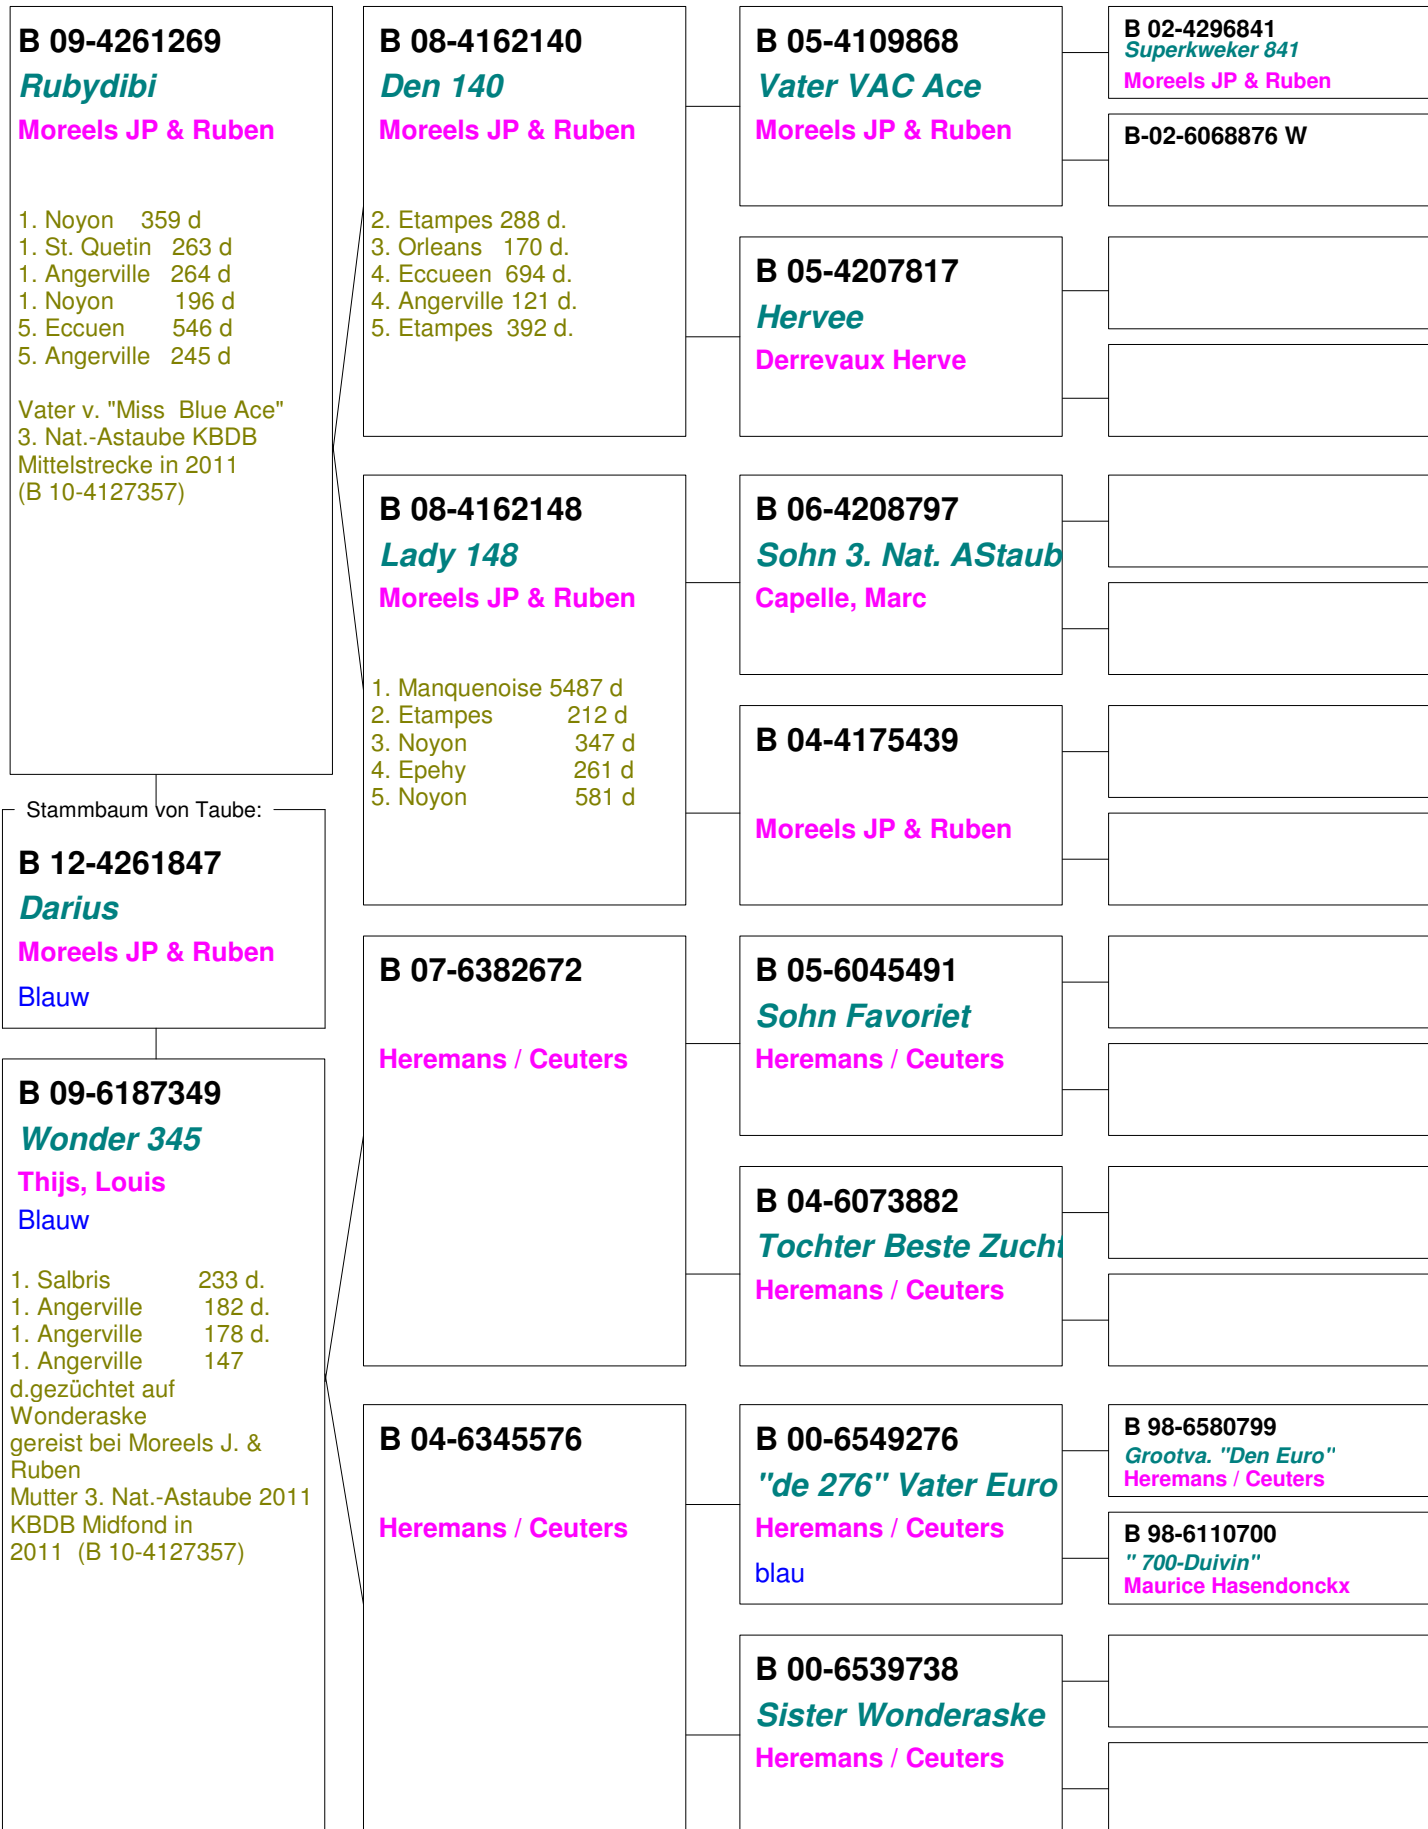 B 09-4261269
Rubydibi
Moreels JP & Ruben
1. Noyon 359 d
1. St. Quetin 263 d
1. Angerville 264 d
1. Noyon 196 d
5. Eccuen 546 d
5. Angerville 245 d
Vater v. "Miss Blue Ace"
3. Nat.-Astaube KBDB
Mittelstrecke in 2011
(B 10-4127357)
Stammbaum von Taube:
B 12-4261847
Darius
Moreels JP & Ruben
Blauw
B 09-6187349
Wonder 345
Thijs, Louis
Blauw
1. Salbris 233 d.
1. Angerville 182 d.
1. Angerville 178 d.
1. Angerville 147
d.gezüchtet auf
Wonderaske
gereist bei Moreels J. &
Ruben
Mutter 3. Nat.-Astaube 2011
KBDB Midfond in
2011 (B 10-4127357)
B 08-4162140
Den 140
Moreels JP & Ruben
2. Etampes 288 d.
3. Orleans 170 d.
4. Eccueen 694 d.
4. Angerville 121 d.
5. Etampes 392 d.
B 08-4162148
Lady 148
Moreels JP & Ruben
1. Manquenoise 5487 d
2. Etampes 212 d
3. Noyon 347 d
4. Epehy 261 d
5. Noyon 581 d
B 07-6382672
Heremans / Ceuters
B 04-6345576
Heremans / Ceuters
B 05-4109868
Vater VAC Ace
Moreels JP & Ruben
B 05-4207817
Hervee
Derrevaux Herve
B 06-4208797
Sohn 3. Nat. AStaub
Capelle, Marc
B 04-4175439
Moreels JP & Ruben
B 05-6045491
Sohn Favoriet
Heremans / Ceuters
B 04-6073882
Tochter Beste Zucht
Heremans / Ceuters
B 00-6549276
"de 276" Vater Euro
Heremans / Ceuters
blau
B 00-6539738
Sister Wonderaske
Heremans / Ceuters
B 02-4296841
Superkweker 841
Moreels JP & Ruben
B-02-6068876 W
B 98-6580799
Grootva. "Den Euro"
Heremans / Ceuters
B 98-6110700
" 700-Duivin"
Maurice Hasendonckx